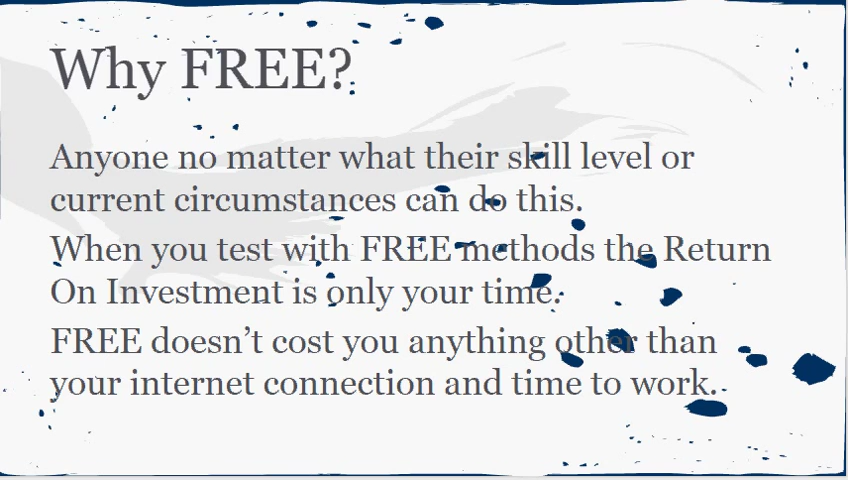 Why FREE?
Anyone no matter what their skill level or
current circumstances can do this.
When you test with FREE methods the Return
On Investment is only your time.
FREE doesn’t cost you anything other than
your internet connection and time to work.